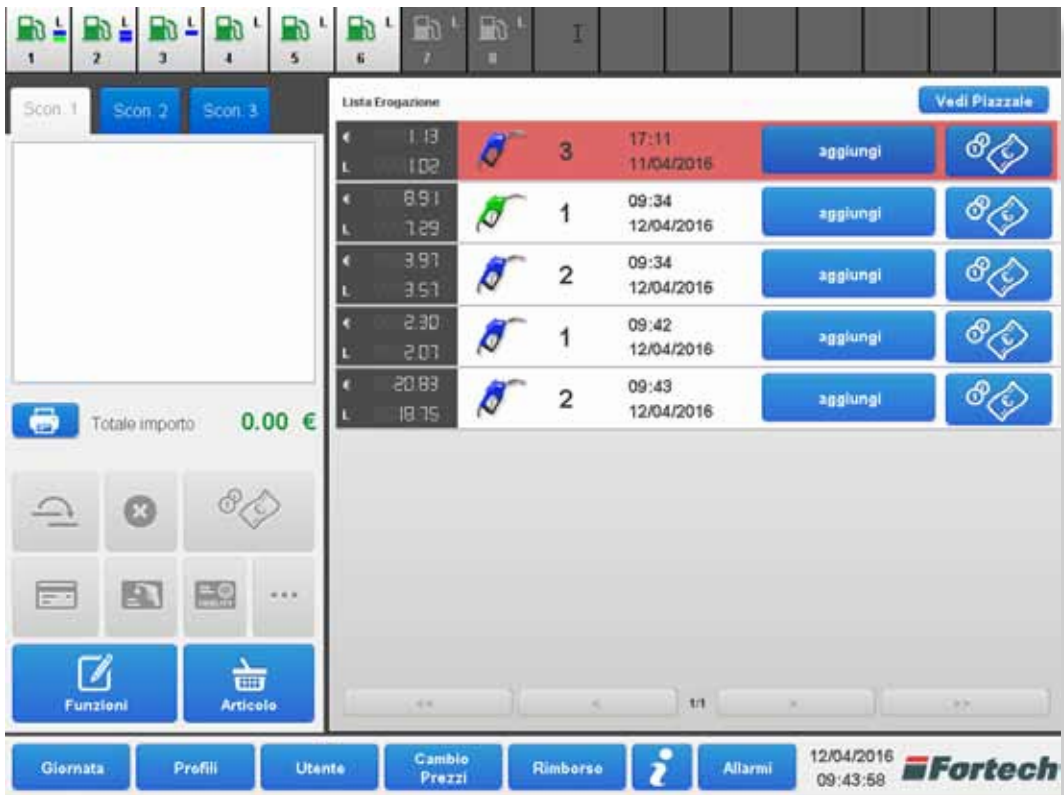 L L L L L L L L
1 2 3 4 5 6 7 8
Scon. 1 Scon. 2 Scon. 3
Lista Erogazione Vedi Piazzale
€ 1.13
L 1.02
3
17:11
11/04/2016
aggiungi
€ 8.91
L 7.29
1
09:34
12/04/2016
aggiungi
€ 3.97
L 3.57
2
09:34
12/04/2016
aggiungi
€ 2.30
L 2.07
1
09:42
12/04/2016
aggiungi
€ 20.83
L 18.75
2
09:43
12/04/2016
aggiungi
Totale importo 0.00 €
...
Funzioni Articolo
<< < 1/1 > >>
Giornata Profili Utente Cambio
Prezzi Rimborso i Allarmi
12/04/2016
09:43:58
Fortech